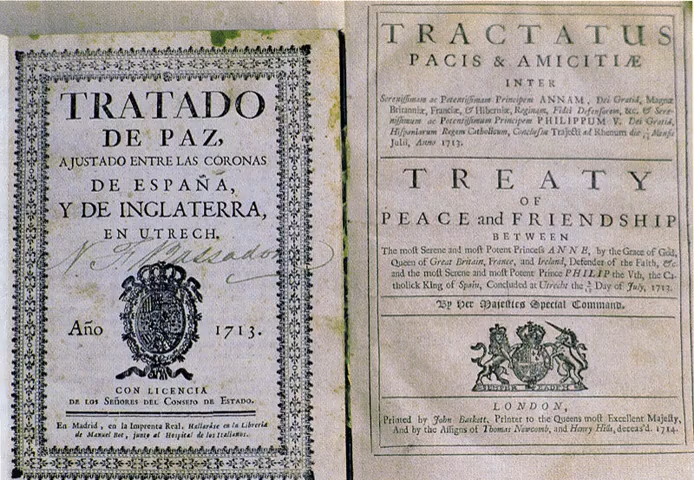 TRATADO
DE PAZ,
AJUSTADO ENTRE LAS CORONAS
DE ESPAÑA,
Y DE INGLATERRA,
EN UTRECH.
Año 1713.
CON LICENCIA
DE LOS SEÑORES DEL CONSEJO DE ESTADO.
En Madrid, en la Imprenta Real, Hallaràse en la Libreria
de Manuel Bot, junto al Hospital de los Italianos.
TRACTATUS
PACIS & AMICITIÆ
INTER
Serenissimam ac Potentissimam Principem ANNAM, Dei Gratiâ, Magnæ
Britanniæ, Franciæ, & Hiberniæ, Reginam, Fidei Defensorem, &c. & Sere-
nissimum ac Potentissimum Principem PHILIPPUM V. Dei Gratiâ,
Hispaniarum Regem Catholicum, Conclusus Trajecti ad Rhenum die Mensis
Julii, Anno 1713.
TREATY
OF
PEACE and FRIENDSHIP
BETWEEN
The most Serene and most Potent Princess ANNE, by the Grace of God,
Queen of Great Britain, France, and Ireland, Defender of the Faith, &c.
and the most Serene and most Potent Prince PHILIP the Vth, the Ca-
tholick King of Spain, Concluded at Utrecht the Day of July, 1713.
By Her Majesties Special Command.
SEMPER EADEM
LONDON,
Printed by John Baskett, Printer to the Queens most Excellent Majesty,
And by the Assigns of Thomas Newcomb, and Henry Hills, deceas'd. 1714.